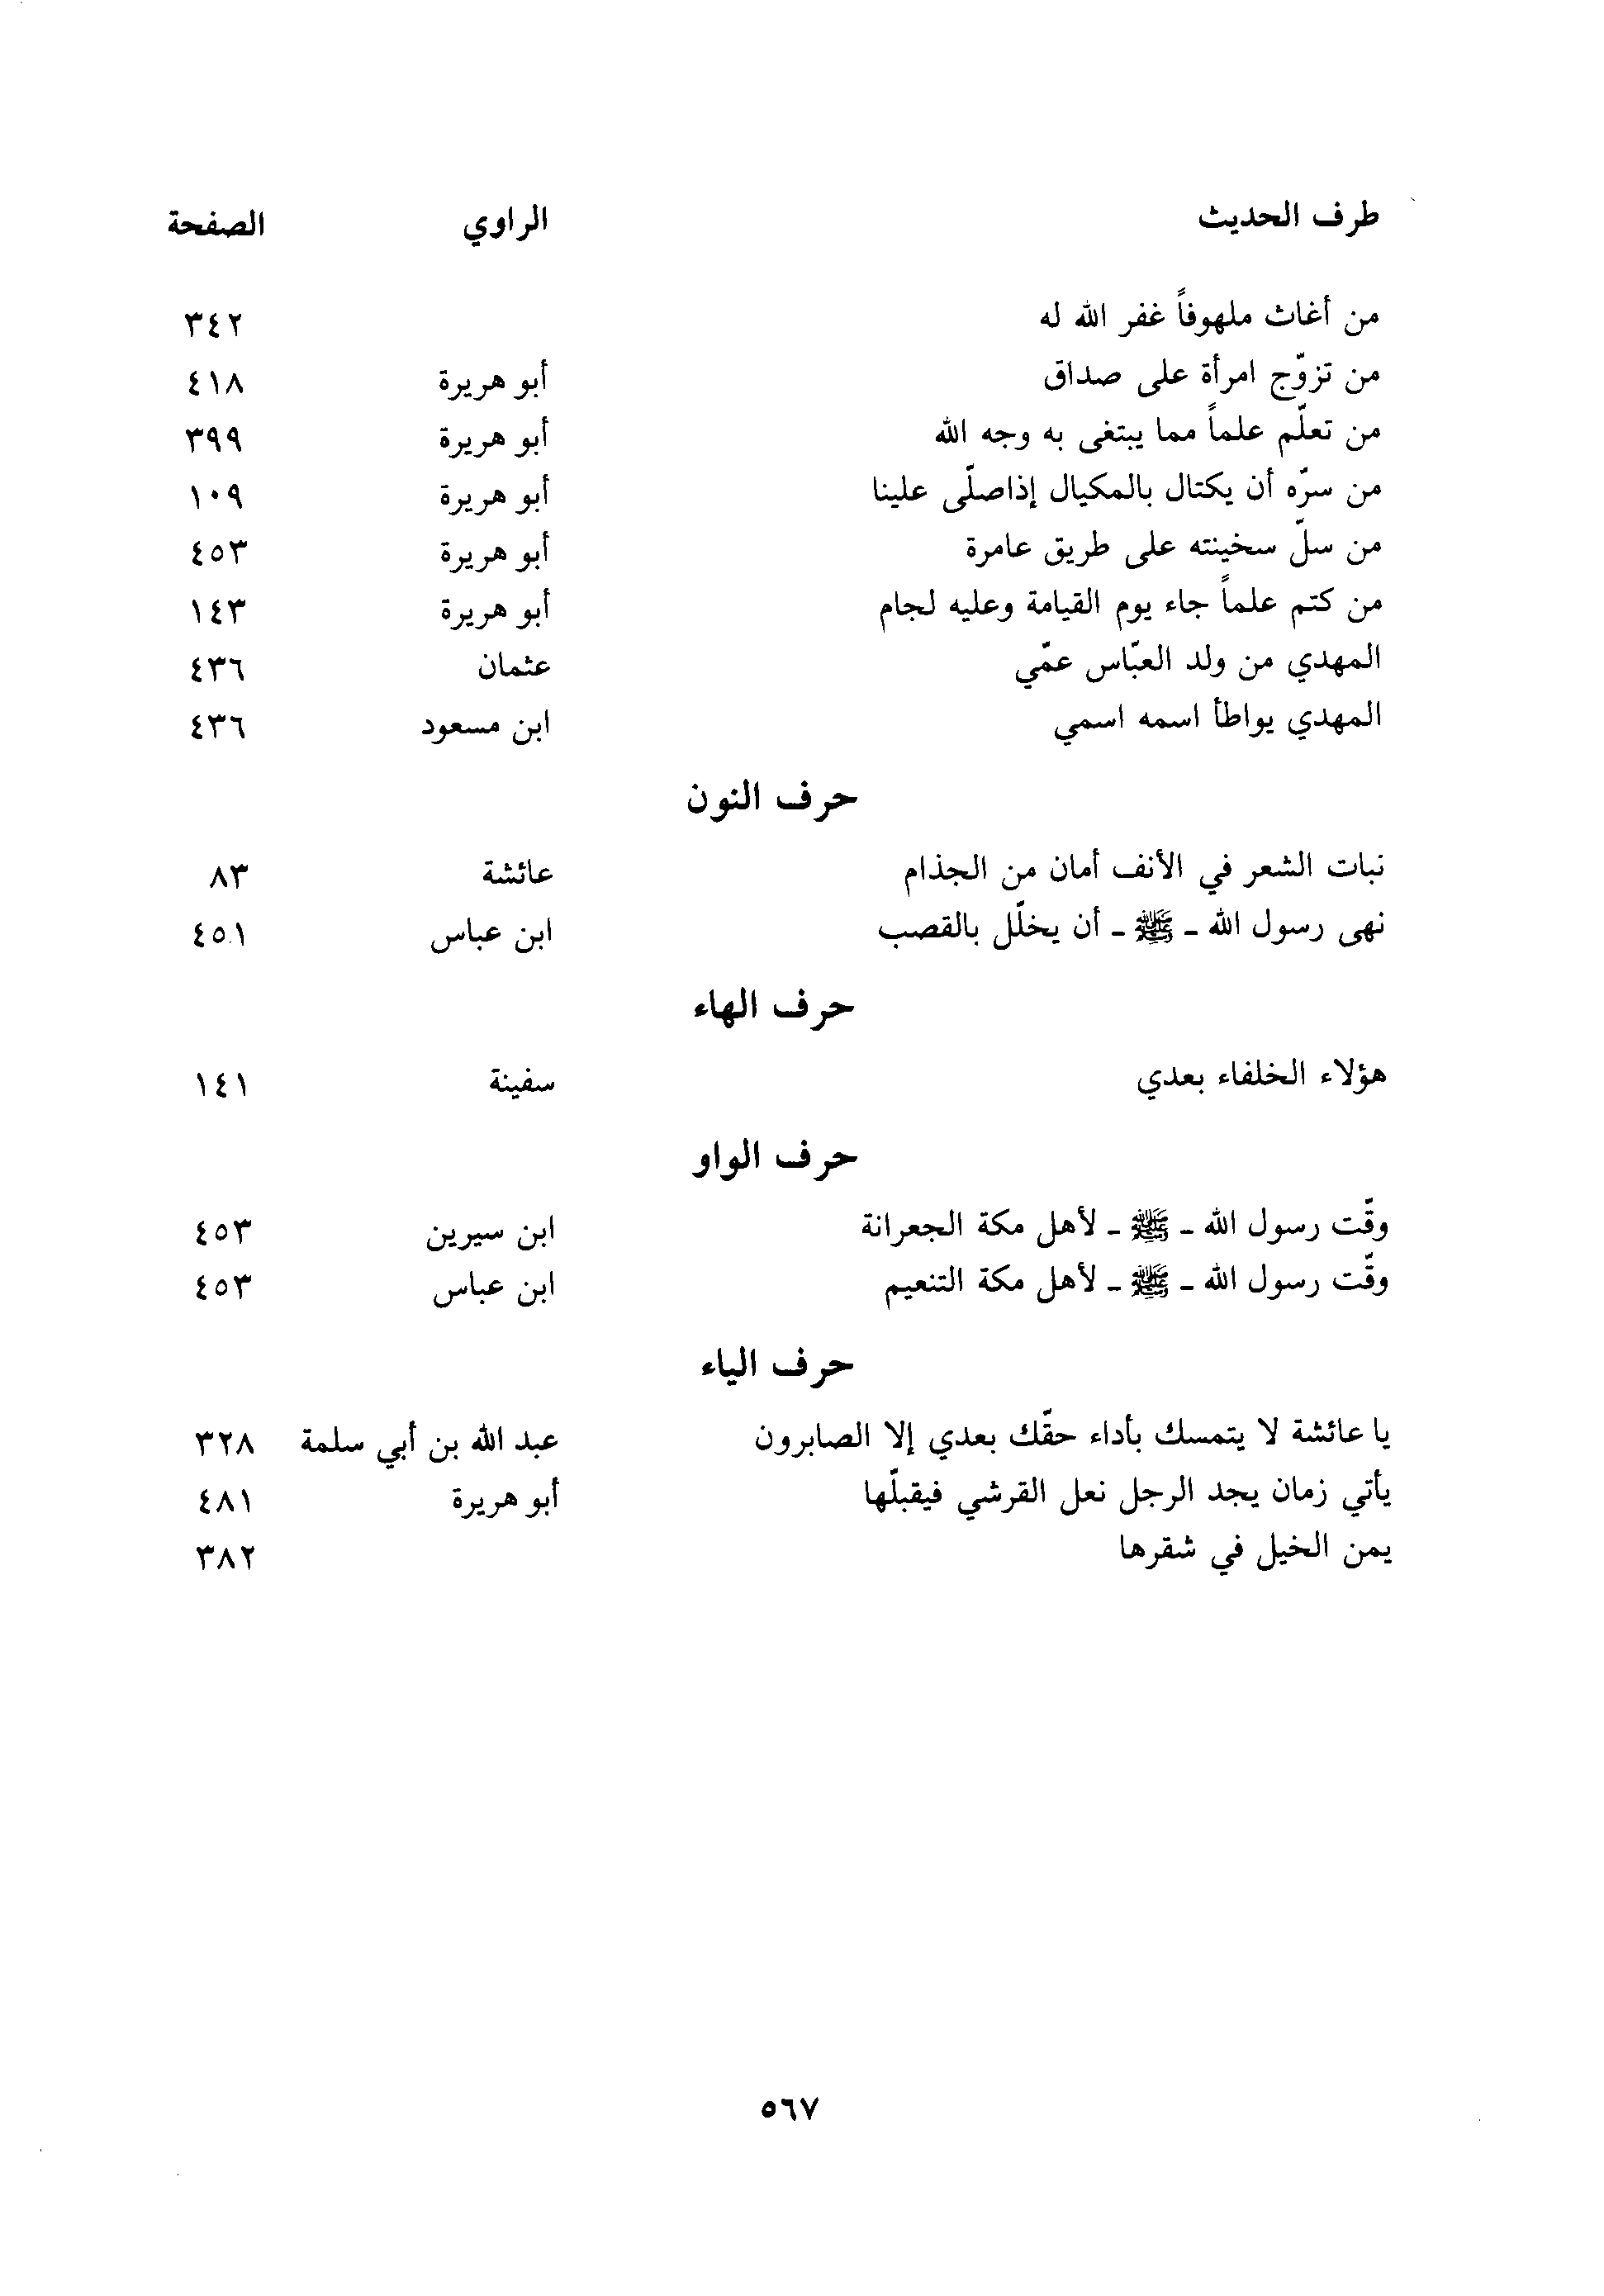 طرف الحديث الراوي الصفحة
من أغاث ملهوفاً غفر الله له ٣٤٢
من تزوّج امرأة على صداق أبو هريرة ٤١٨
من تعلّم علماً مما يبتغى به وجه الله أبو هريرة ٣٩٩
من سرّه أن يكتال بالمكيال إذاصلّى علينا أبو هريرة ١٠٩
من سلّ سخينته على طريق عامرة أبو هريرة ٤٥٣
من كتم علماً جاء يوم القيامة وعليه لجام أبو هريرة ١٤٣
المهدي من ولد العبّاس عمّي عثمان ٤٣٦
المهدي يواطأ اسمه اسمي ابن مسعود ٤٣٦
حرف النون
نبات الشعر في الأنف أمان من الجذام عائشة ٨٣
نهى رسول الله ـ ﷺ ـ أن يخلّل بالقصب ابن عباس ٤٥١
حرف الهاء
هؤلاء الخلفاء بعدي سفينة ١٤١
حرف الواو
وقّت رسول الله ـ ﷺ ـ لأهل مكة الجعرانة ابن سيرين ٤٥٣
وقّت رسول الله ـ ﷺ ـ لأهل مكة التنعيم ابن عباس ٤٥٣
حرف الياء
يا عائشة لا يتمسك بأداء حقّك بعدي إلا الصابرون عبد الله بن أبي سلمة ٣٢٨
يأتي زمان يجد الرجل نعل القرشي فيقبلّها أبو هريرة ٤٨١
يمن الخيل في شقرها ٣٨٢
٥٦٧